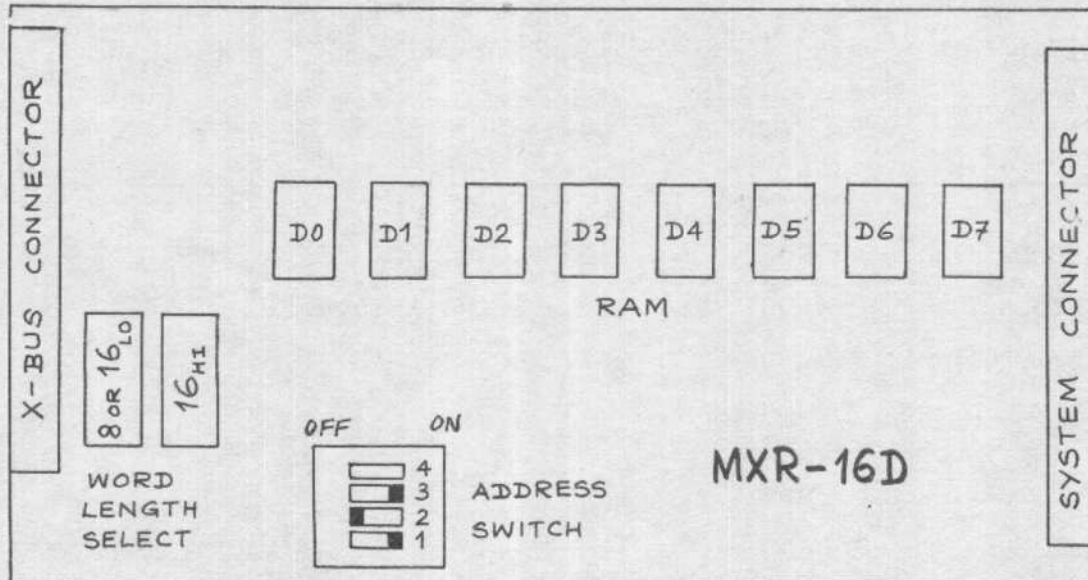 X-BUS CONNECTOR
D0 D1 D2 D3 D4 D5 D6 D7
RAM
SYSTEM CONNECTOR
8 OR 16LO
16HI
WORD
LENGTH
SELECT
OFF ON
4
3
2
1
ADDRESS
SWITCH
MXR-16D